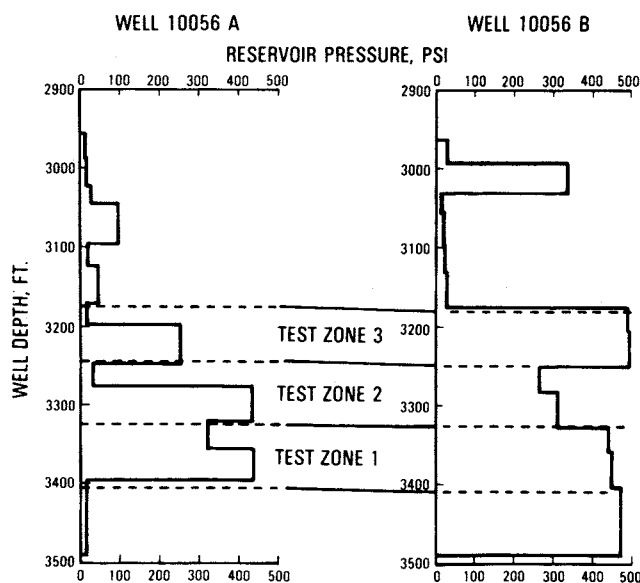 WELL 10056 A WELL 10056 B
RESERVOIR PRESSURE, PSI
0 100 200 300 400 500 0 100 200 300 400 500
2900 2900
3000 3000
3100 3100
3200 3200
TEST ZONE 3
WELL DEPTH, FT.
3300 TEST ZONE 2 3300
TEST ZONE 1
3400 3400
3500 3500
0 100 200 300 400 500 0 100 200 300 400 500